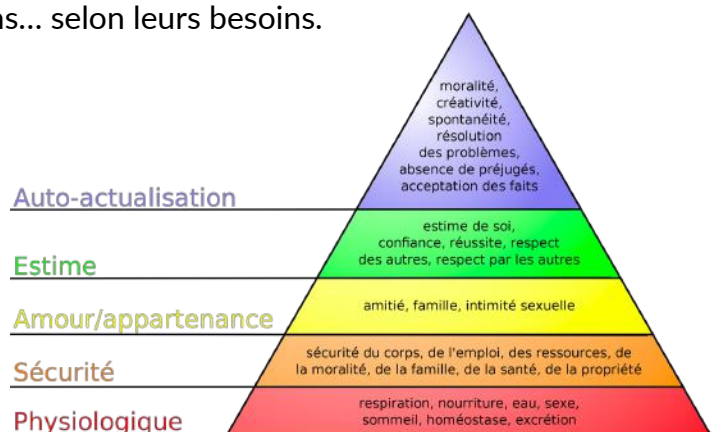 ns... selon leurs besoins.
moralité,
créativité,
spontanéité,
résolution
des problèmes,
absence de préjugés,
acceptation des faits
Auto-actualisation
estime de soi,
confiance, réussite, respect
des autres, respect par les autres
Estime
amitié, famille, intimité sexuelle
Amour/appartenance
sécurité du corps, de l'emploi, des ressources, de
la moralité, de la famille, de la santé, de la propriété
Sécurité
respiration, nourriture, eau, sexe,
sommeil, homéostase, excrétion
Physiologique